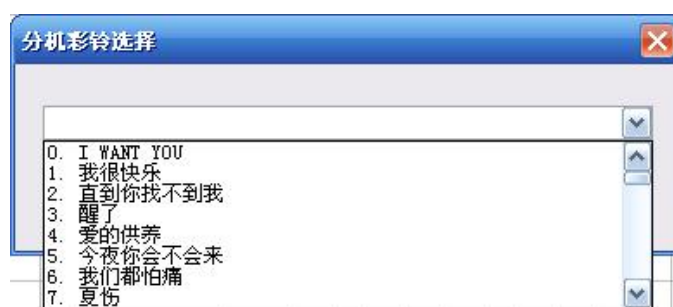 分机彩铃选择
0. I WANT YOU
1. 我很快乐
2. 直到你找不到我
3. 醒了
4. 爱的供养
5. 今夜你会不会来
6. 我们都怕痛
7. 夏伤